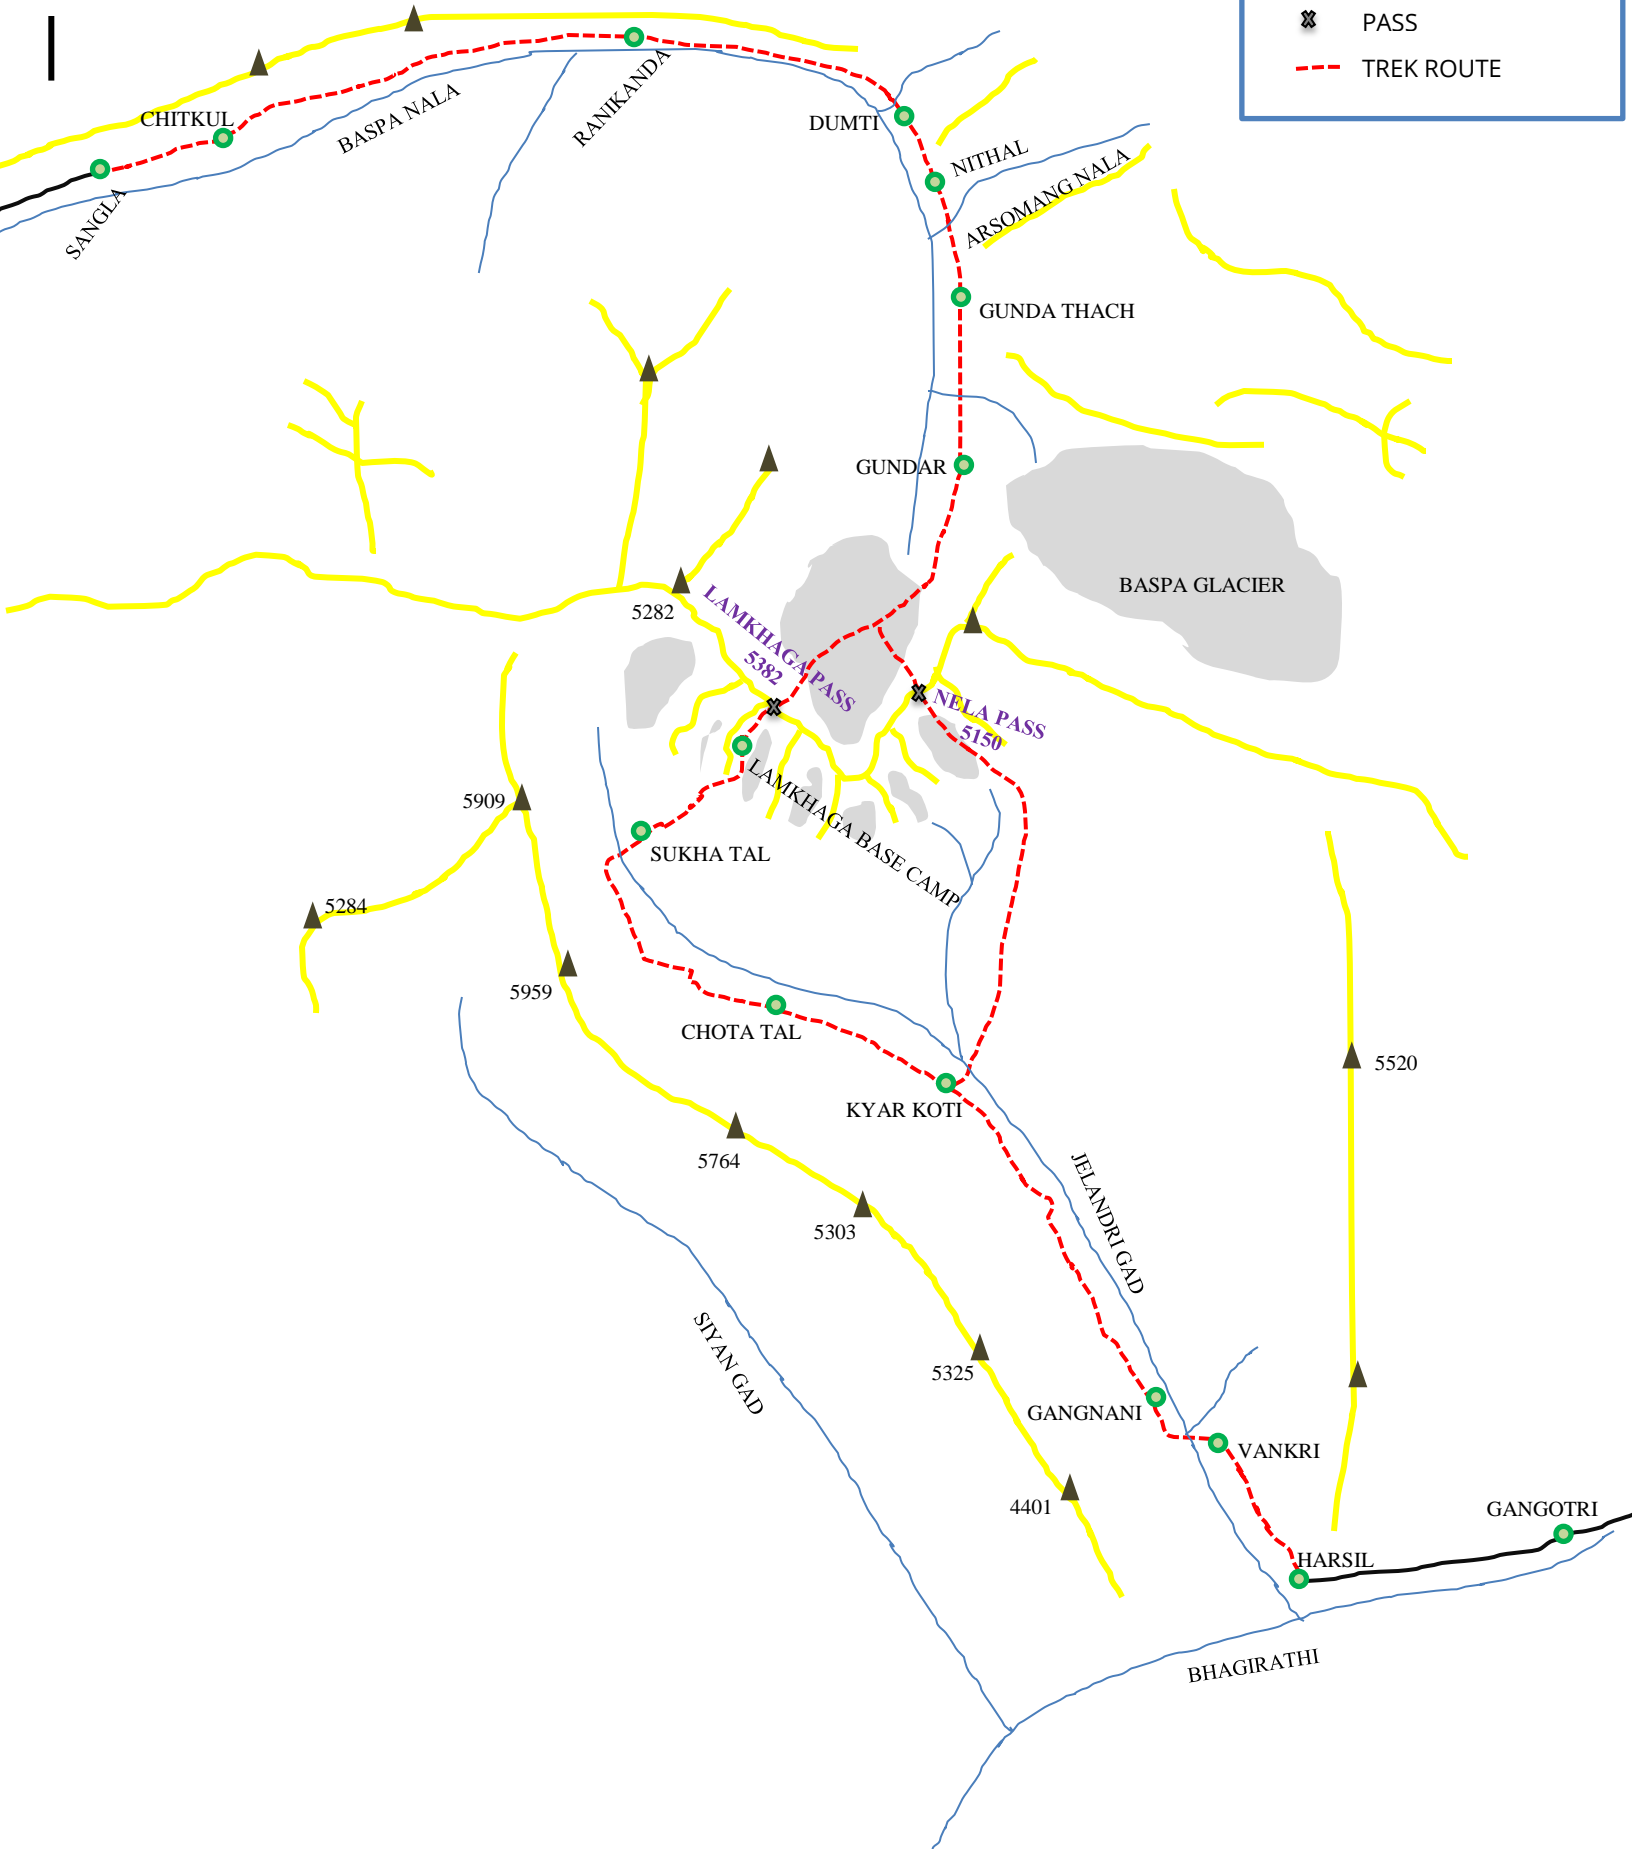 PASS
TREK ROUTE
CHITKUL
BASPA NALA
RANIKANDA
DUMTI
NITHAL
ARSOMANG NALA
SANGLA
GUNDA THACH
GUNDAR
BASPA GLACIER
5282
LAMKHAGA PASS
5382
NELA PASS
5150
LAMKHAGA BASE CAMP
5909
SUKHA TAL
5284
5959
CHOTA TAL
5520
KYAR KOTI
5764
JELANDRI GAD
5303
SIYAN GAD
5325
GANGNANI
VANKRI
4401
GANGOTRI
HARSIL
BHAGIRATHI